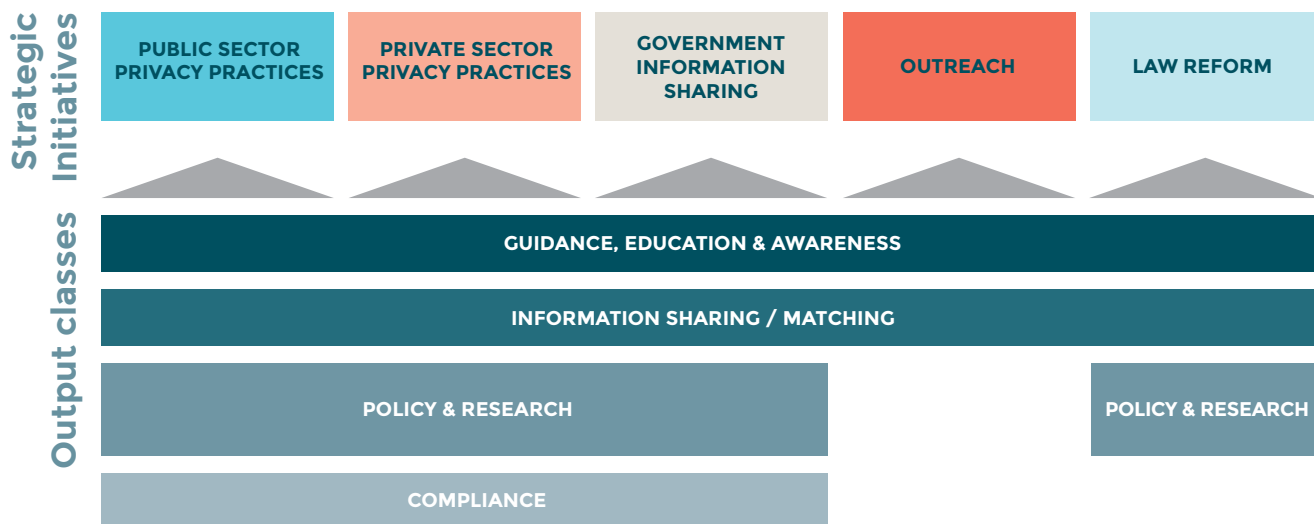 Strategic
Initiatives
PUBLIC SECTOR
PRIVACY PRACTICES
PRIVATE SECTOR
PRIVACY PRACTICES
GOVERNMENT
INFORMATION
SHARING
OUTREACH
LAW REFORM
Output classes
GUIDANCE, EDUCATION & AWARENESS
INFORMATION SHARING / MATCHING
POLICY & RESEARCH
POLICY & RESEARCH
COMPLIANCE